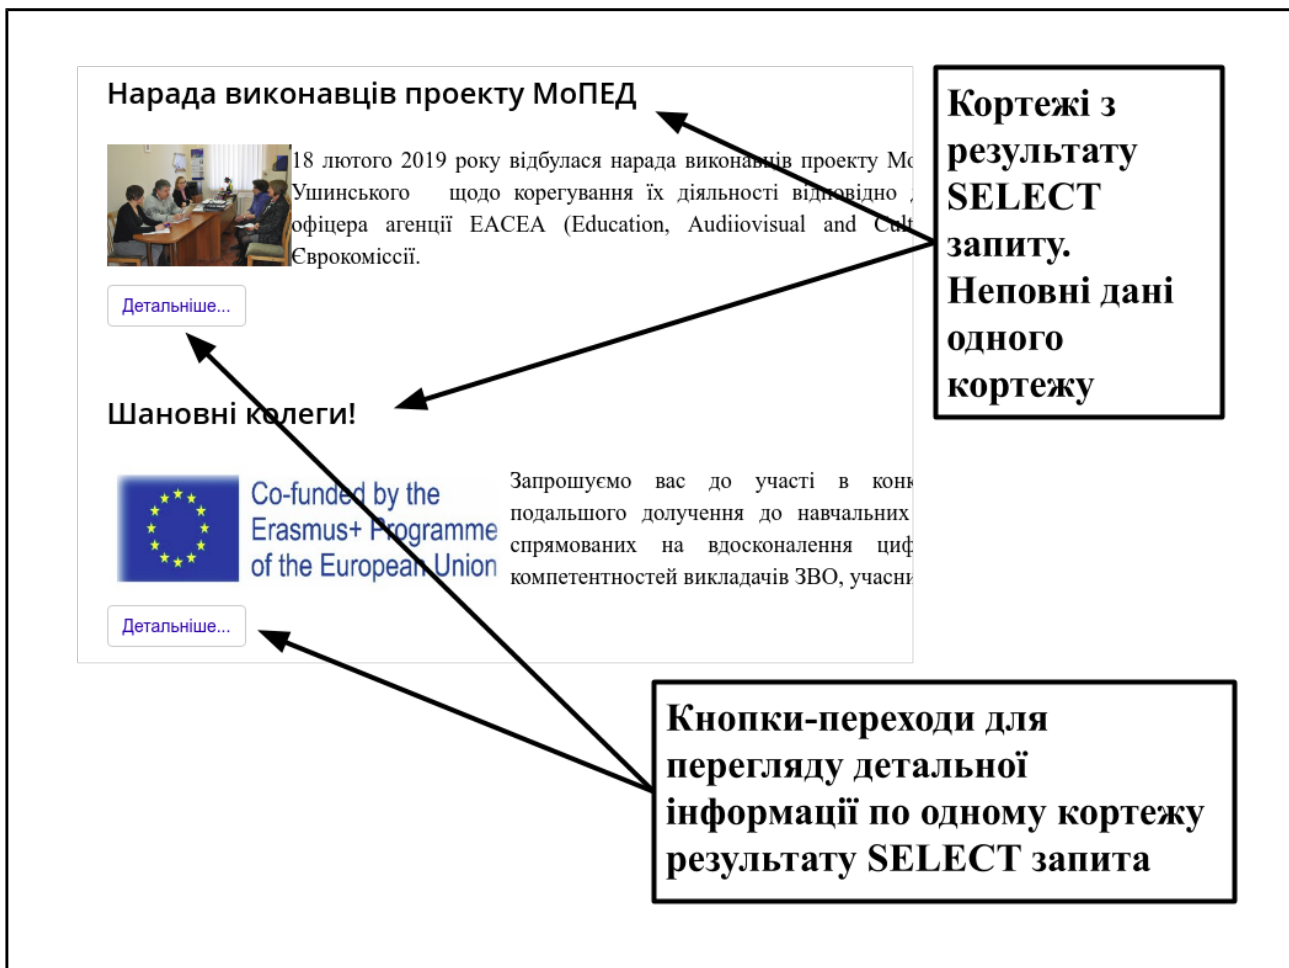 Нарада виконавців проекту МоПЕД
18 лютого 2019 року відбулася нарада виконавців проекту
Ушинського щодо корегування їх діяльності відповідно
офіцера агенції EACEA (Education, Audiiovisual and
Єврокоміссії.
Детальніше...
Шановні колеги!
Co-funded by the
Erasmus+ Programme
of the European Union
Запрошуємо вас до участі в
подальшого долучення до навчальних
спрямованих на вдосконалення
компетентностей викладачів ЗВО,
Детальніше...
Кортежі з
результату
SELECT
запиту.
Неповні дані
одного
кортежу
Кнопки-переходи для
перегляду детальної
інформації по одному кортежу
результату SELECT запита